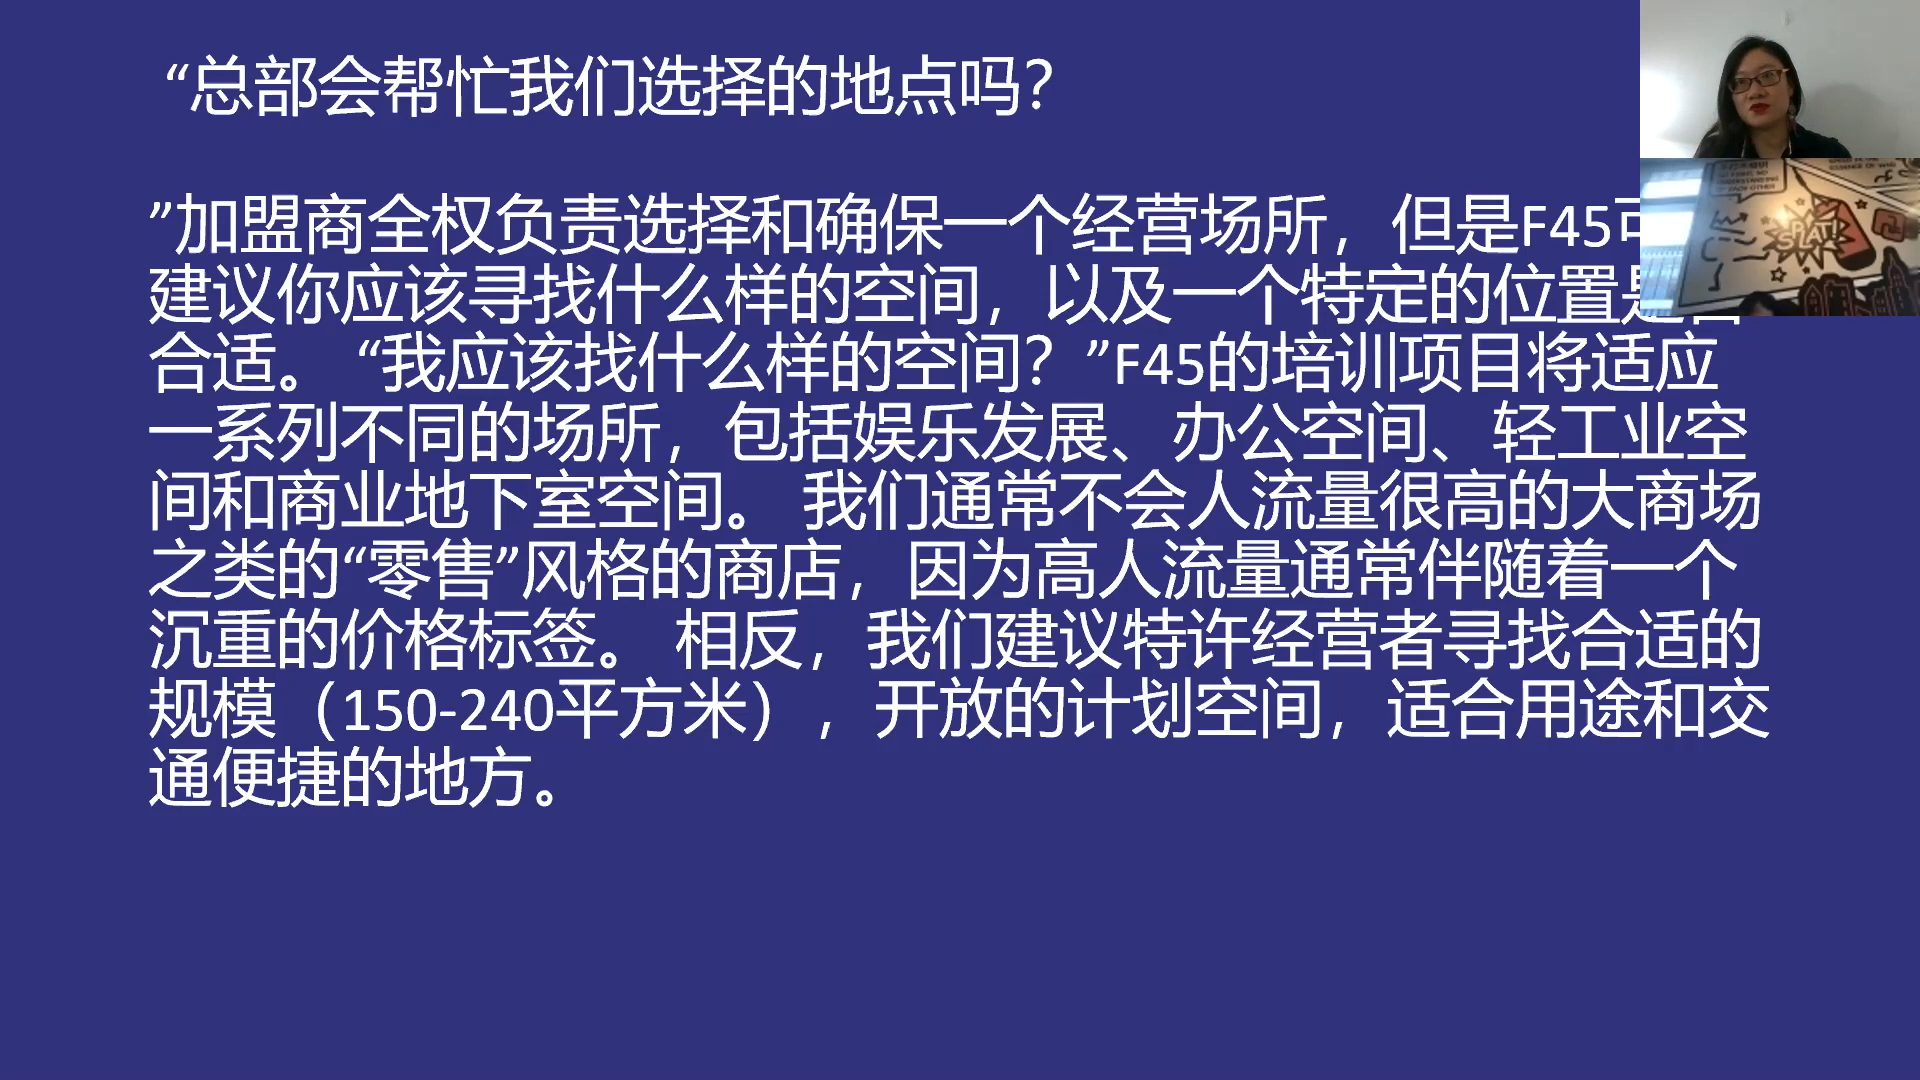 “总部会帮忙我们选择的地点吗？
”加盟商全权负责选择和确保一个经营场所，但是F45可
建议你应该寻找什么样的空间，以及一个特定的位置是否
合适。 “我应该找什么样的空间？”F45的培训项目将适应
一系列不同的场所，包括娱乐发展、办公空间、轻工业空
间和商业地下室空间。 我们通常不会人流量很高的大商场
之类的“零售”风格的商店，因为高人流量通常伴随着一个
沉重的价格标签。 相反，我们建议特许经营者寻找合适的
规模（150-240平方米），开放的计划空间，适合用途和交
通便捷的地方。
SPLAT!